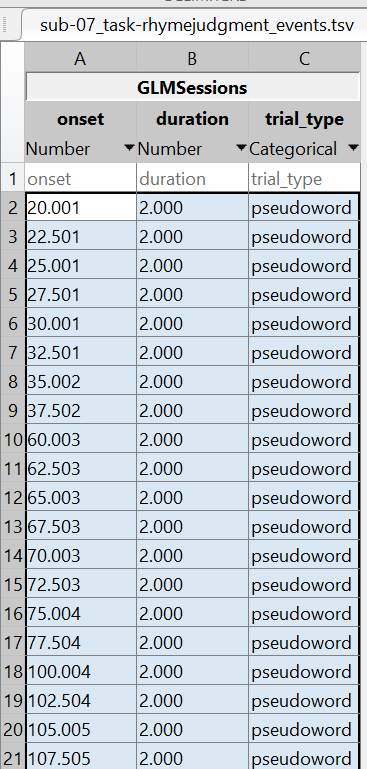 sub-07_task-rhymejudgment_events.tsv
A B C
GLMSessions
onset duration trial_type
Number Number Categorical
1 onset duration trial_type
2 20.001 2.000 pseudoword
3 22.501 2.000 pseudoword
4 25.001 2.000 pseudoword
5 27.501 2.000 pseudoword
6 30.001 2.000 pseudoword
7 32.501 2.000 pseudoword
8 35.002 2.000 pseudoword
9 37.502 2.000 pseudoword
10 60.003 2.000 pseudoword
11 62.503 2.000 pseudoword
12 65.003 2.000 pseudoword
13 67.503 2.000 pseudoword
14 70.003 2.000 pseudoword
15 72.503 2.000 pseudoword
16 75.004 2.000 pseudoword
17 77.504 2.000 pseudoword
18 100.004 2.000 pseudoword
19 102.504 2.000 pseudoword
20 105.005 2.000 pseudoword
21 107.505 2.000 pseudoword